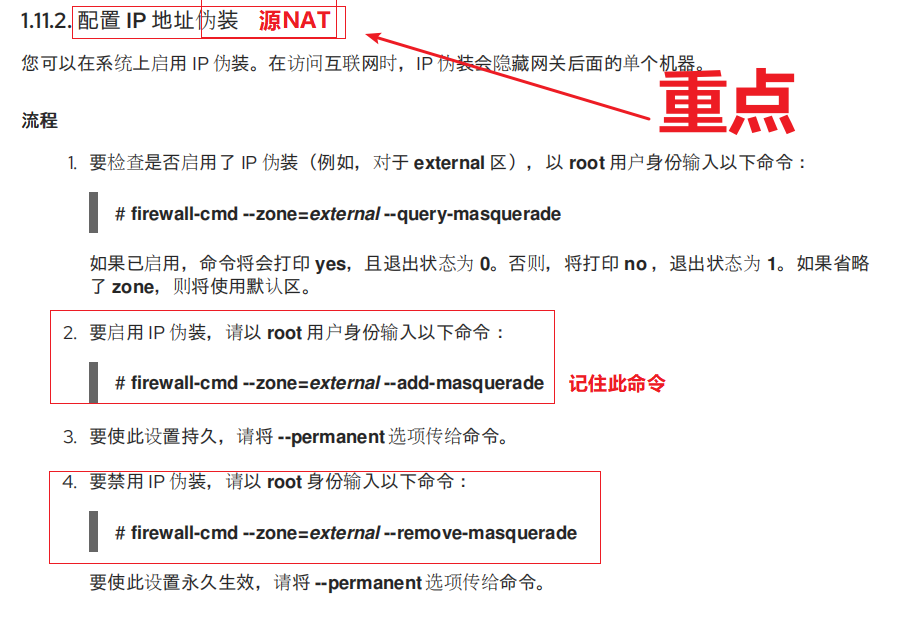 1.11.2. 配置 IP 地址伪装 源NAT
您可以在系统上启用 IP 伪装。在访问互联网时，IP 伪装会隐藏网关后面的单个机器。
重点
流程
1. 要检查是否启用了 IP 伪装（例如，对于 external 区），以 root 用户身份输入以下命令：
# firewall-cmd --zone=external --query-masquerade
如果已启用，命令将会打印 yes，且退出状态为 0。否则，将打印 no ，退出状态为 1。如果省略
了 zone，则将使用默认区。
2. 要启用 IP 伪装，请以 root 用户身份输入以下命令：
# firewall-cmd --zone=external --add-masquerade 记住此命令
3. 要使此设置持久，请将 --permanent 选项传给命令。
4. 要禁用 IP 伪装，请以 root 身份输入以下命令：
# firewall-cmd --zone=external --remove-masquerade
要使此设置永久生效，请将 --permanent 选项传给命令。